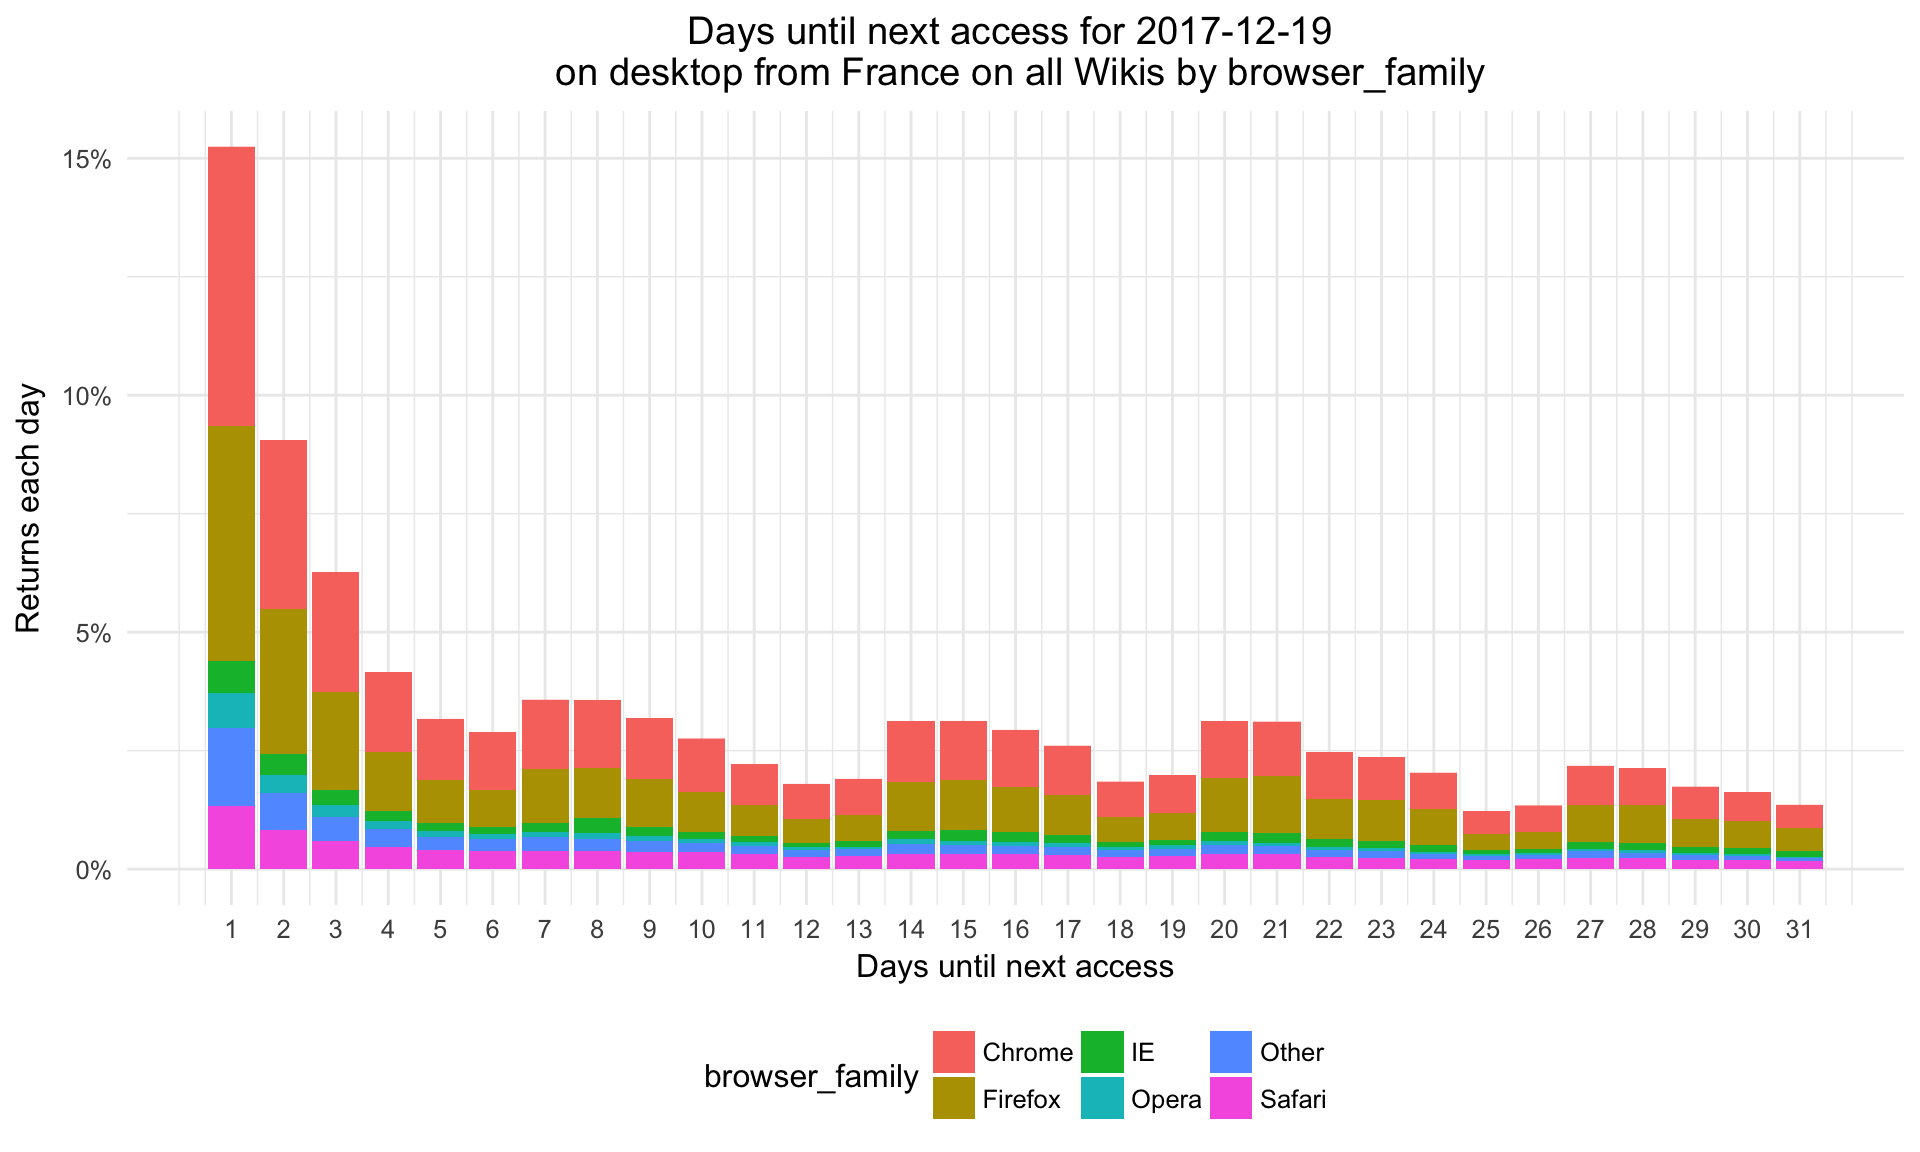 Days until next access for 2017-12-19
on desktop from France on all Wikis by browser_family
15%
10%
5%
0%
Returns each day
1 2 3 4 5 6 7 8 9 10 11 12 13 14 15 16 17 18 19 20 21 22 23 24 25 26 27 28 29 30 31
Days until next access
browser_family
Chrome IE Other
Firefox Opera Safari